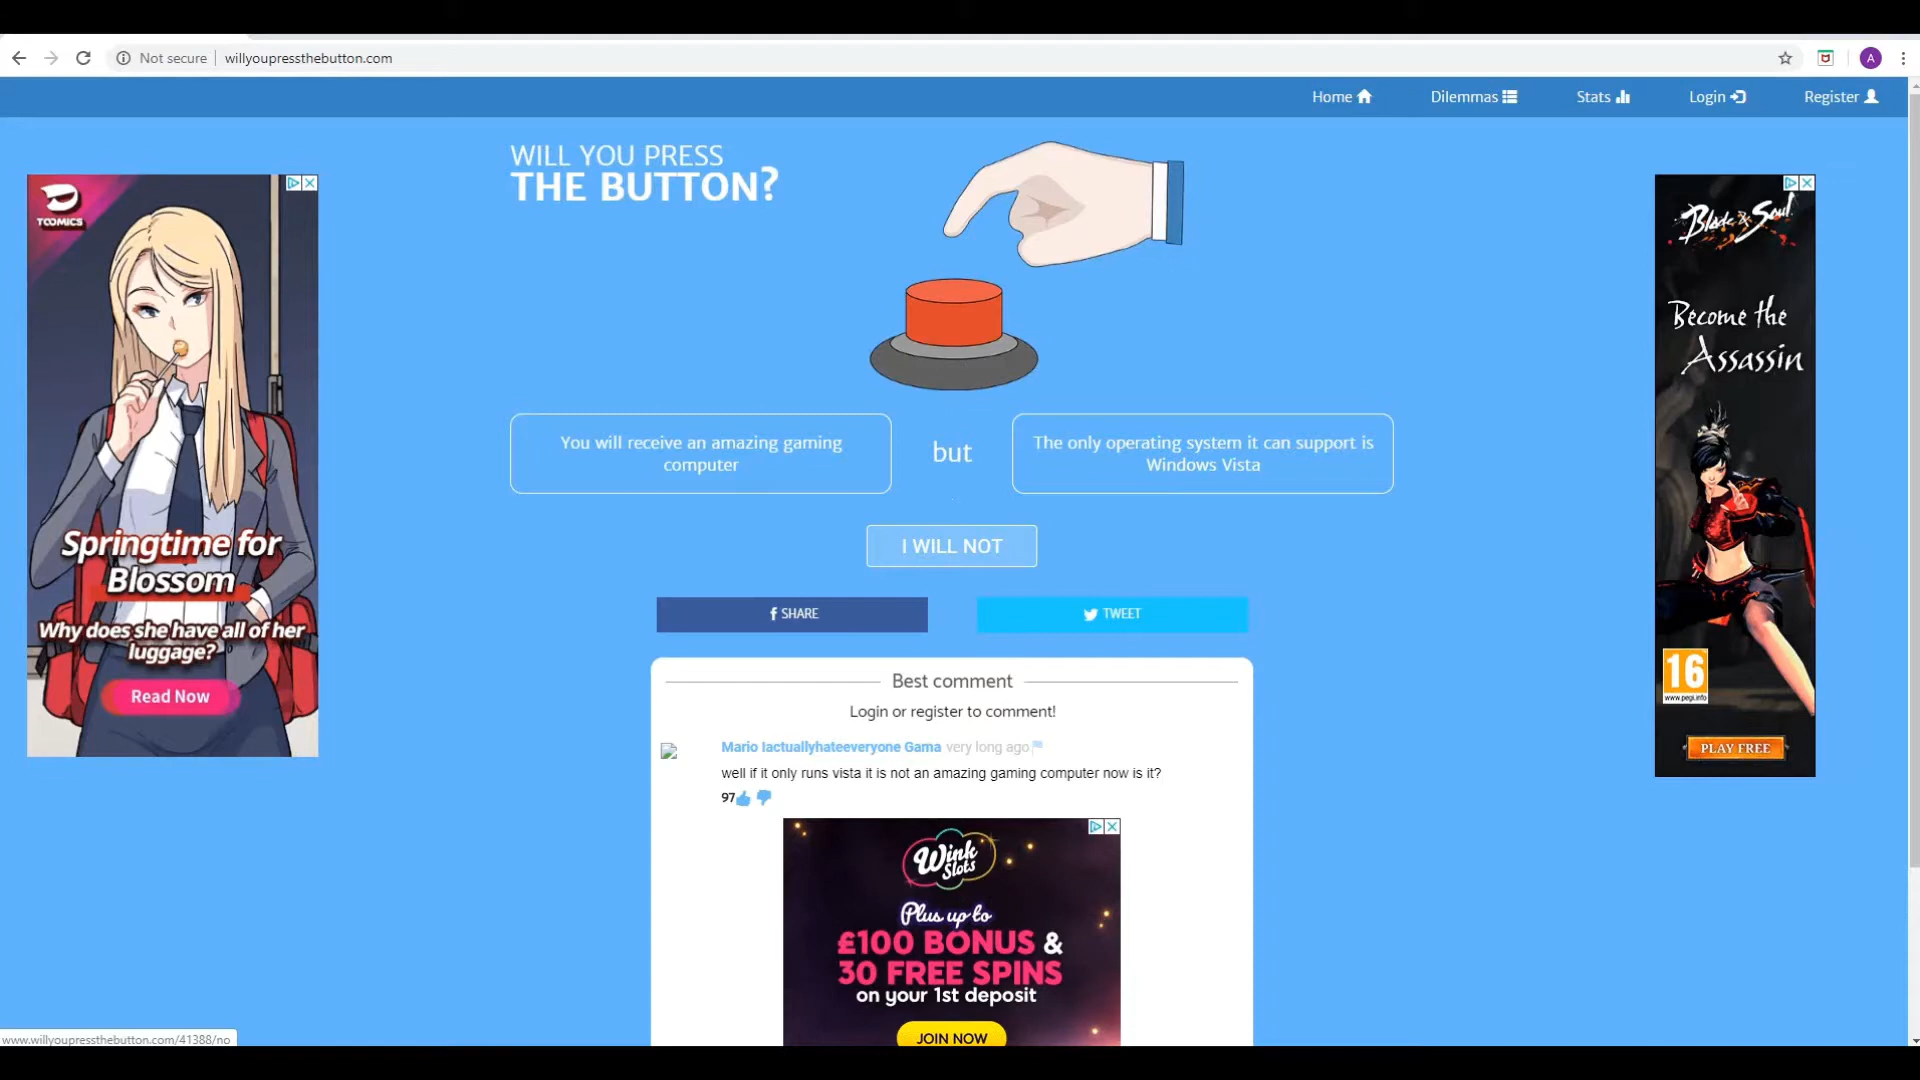 Not secure
willyoupressthebutton.com
A
Home
Dilemmas
Stats
Login
Register
WILL YOU PRESS
THE BUTTON?
TOOMICS
Springtime for
Blossom
Why does she have all of her
luggage?
Read Now
Blade & Soul
Become the
Assassin
16
www.pegi.info
PLAY FREE
You will receive an amazing gaming
computer
but
The only operating system it can support is
Windows Vista
I WILL NOT
SHARE
TWEET
Best comment
Login or register to comment!
Mario Iactuallyhateeveryone Gama very long ago
well if it only runs vista it is not an amazing gaming computer now is it?
97
Wink
Slots
Plus up to
£100 BONUS &
30 FREE SPINS
on your 1st deposit
JOIN NOW
www.willyoupressthebutton.com/41388/no